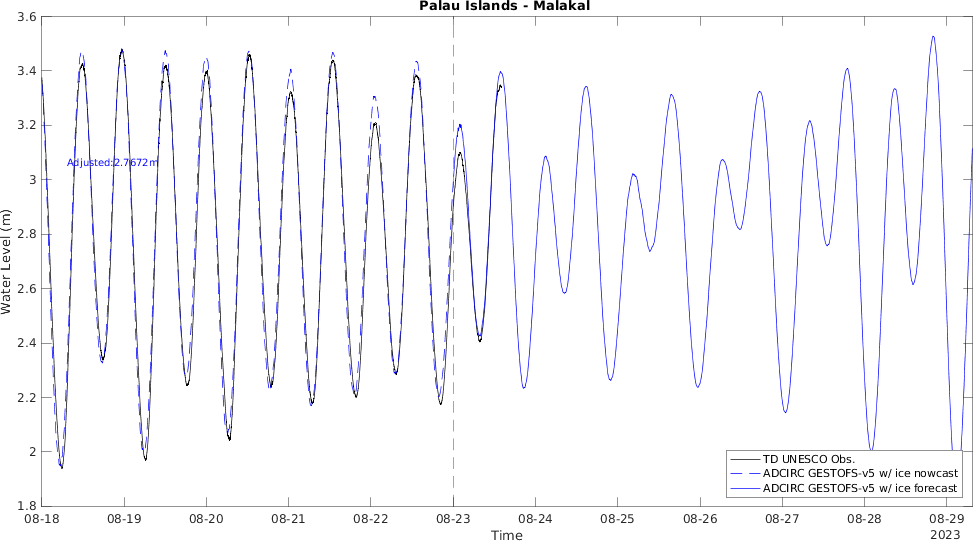 Palau Islands - Malakal
3.6
3.4
3.2
3
2.8
2.6
2.4
2.2
2
1.8
Water Level (m)
Adjusted:2.7672m
TD UNESCO Obs.
ADCIRC GESTOFS-v5 w/ ice nowcast
ADCIRC GESTOFS-v5 w/ ice forecast
08-18 08-19 08-20 08-21 08-22 08-23 08-24 08-25 08-26 08-27 08-28 08-29
2023
Time